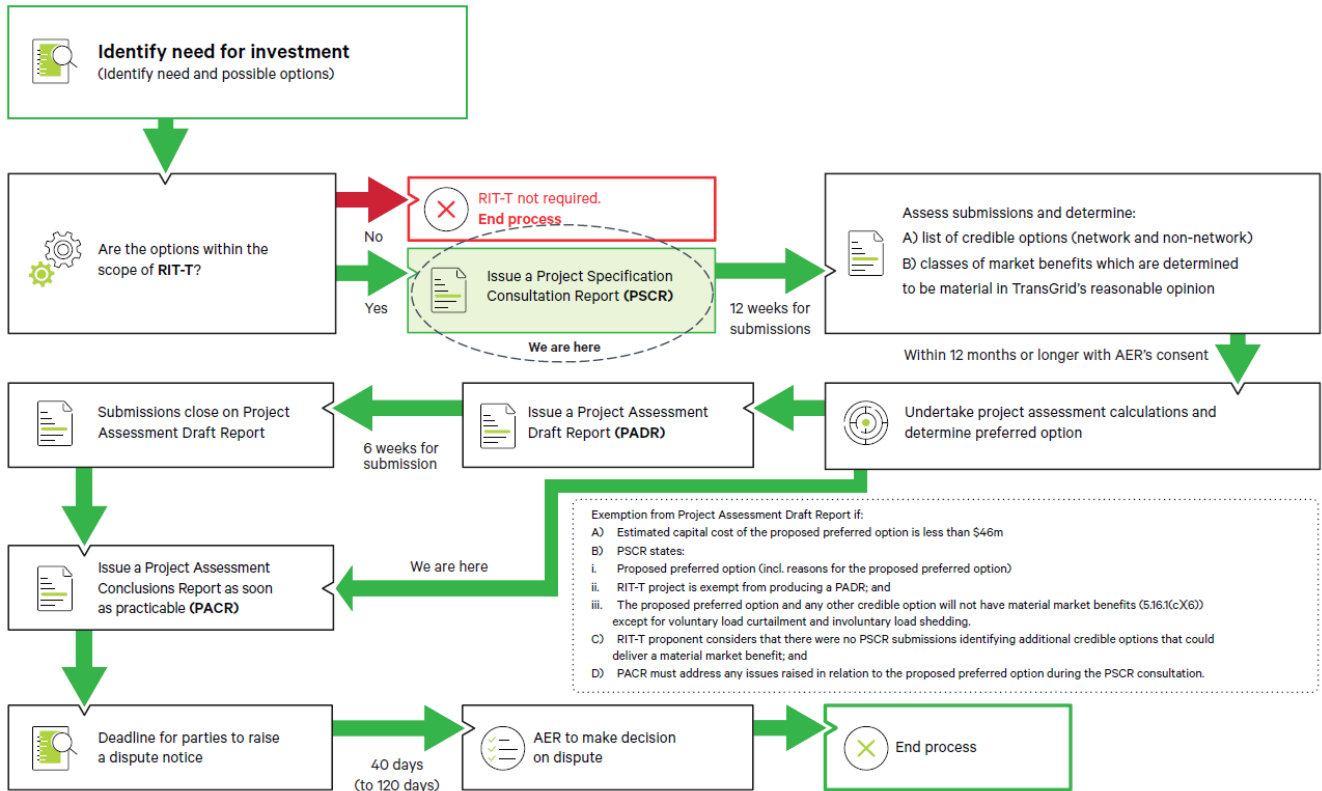 Identify need for investment
(Identify need and possible options)
Are the options within the
scope of RIT-T?
No
RIT-T not required.
End process
Yes
Issue a Project Specification
Consultation Report (PSCR)
We are here
12 weeks for
submissions
Assess submissions and determine:
A) list of credible options (network and non-network)
B) classes of market benefits which are determined
to be material in TransGrid's reasonable opinion
Within 12 months or longer with AER's consent
Undertake project assessment calculations and
determine preferred option
Issue a Project Assessment
Draft Report (PADR)
6 weeks for
submission
Submissions close on Project
Assessment Draft Report
Exemption from Project Assessment Draft Report if:
A) Estimated capital cost of the proposed preferred option is less than $46m
B) PSCR states:
i. Proposed preferred option (incl. reasons for the proposed preferred option)
ii. RIT-T project is exempt from producing a PADR; and
iii. The proposed preferred option and any other credible option will not have material market benefits (5.16.1(c)(6))
except for voluntary load curtailment and involuntary load shedding.
C) RIT-T proponent considers that there were no PSCR submissions identifying additional credible options that could
deliver a material market benefit; and
D) PACR must address any issues raised in relation to the proposed preferred option during the PSCR consultation.
We are here
Issue a Project Assessment
Conclusions Report as soon
as practicable (PACR)
Deadline for parties to raise
a dispute notice
40 days
(to 120 days)
AER to make decision
on dispute
End process